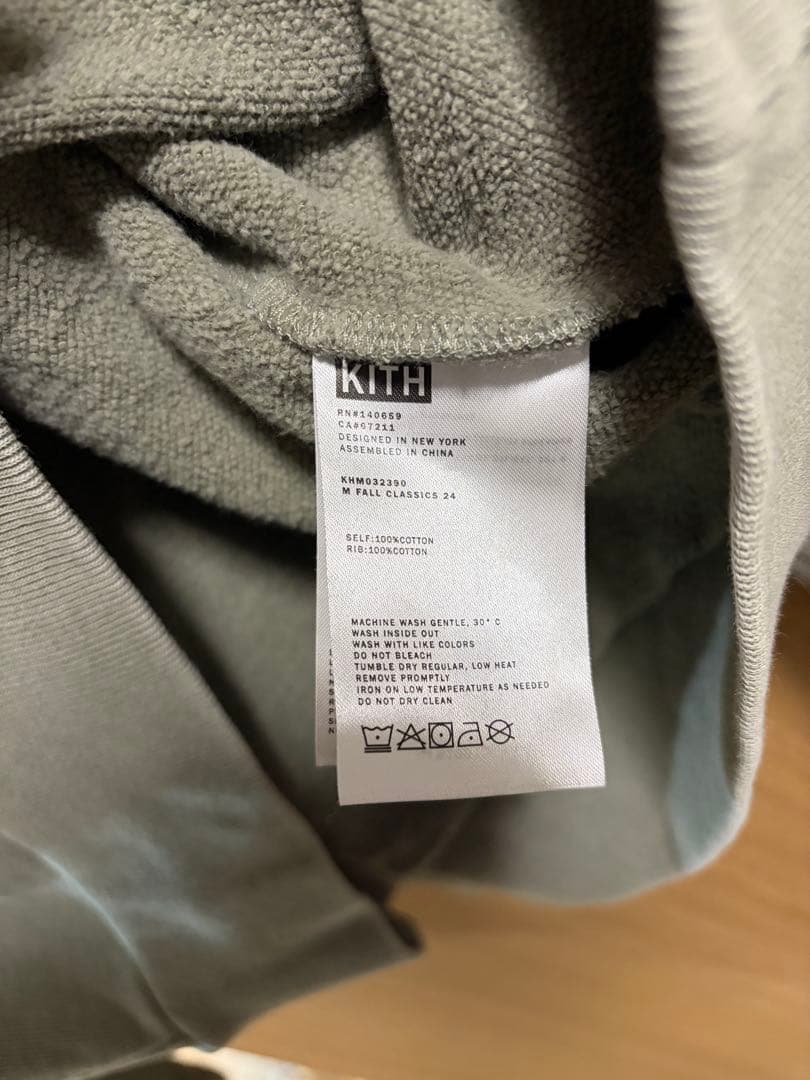 KITH
RN#140659
CA#67211
DESIGNED IN NEW YORK
ASSEMBLED IN CHINA
KHM032390
M FALL CLASSICS 24
SELF:100%COTTON
RIB:100%COTTON
MACHINE WASH GENTLE, 30° C
WASH INSIDE OUT
WASH WITH LIKE COLORS
DO NOT BLEACH
TUMBLE DRY REGULAR, LOW HEAT
REMOVE PROMPTLY
IRON ON LOW TEMPERATURE AS NEEDED
DO NOT DRY CLEAN